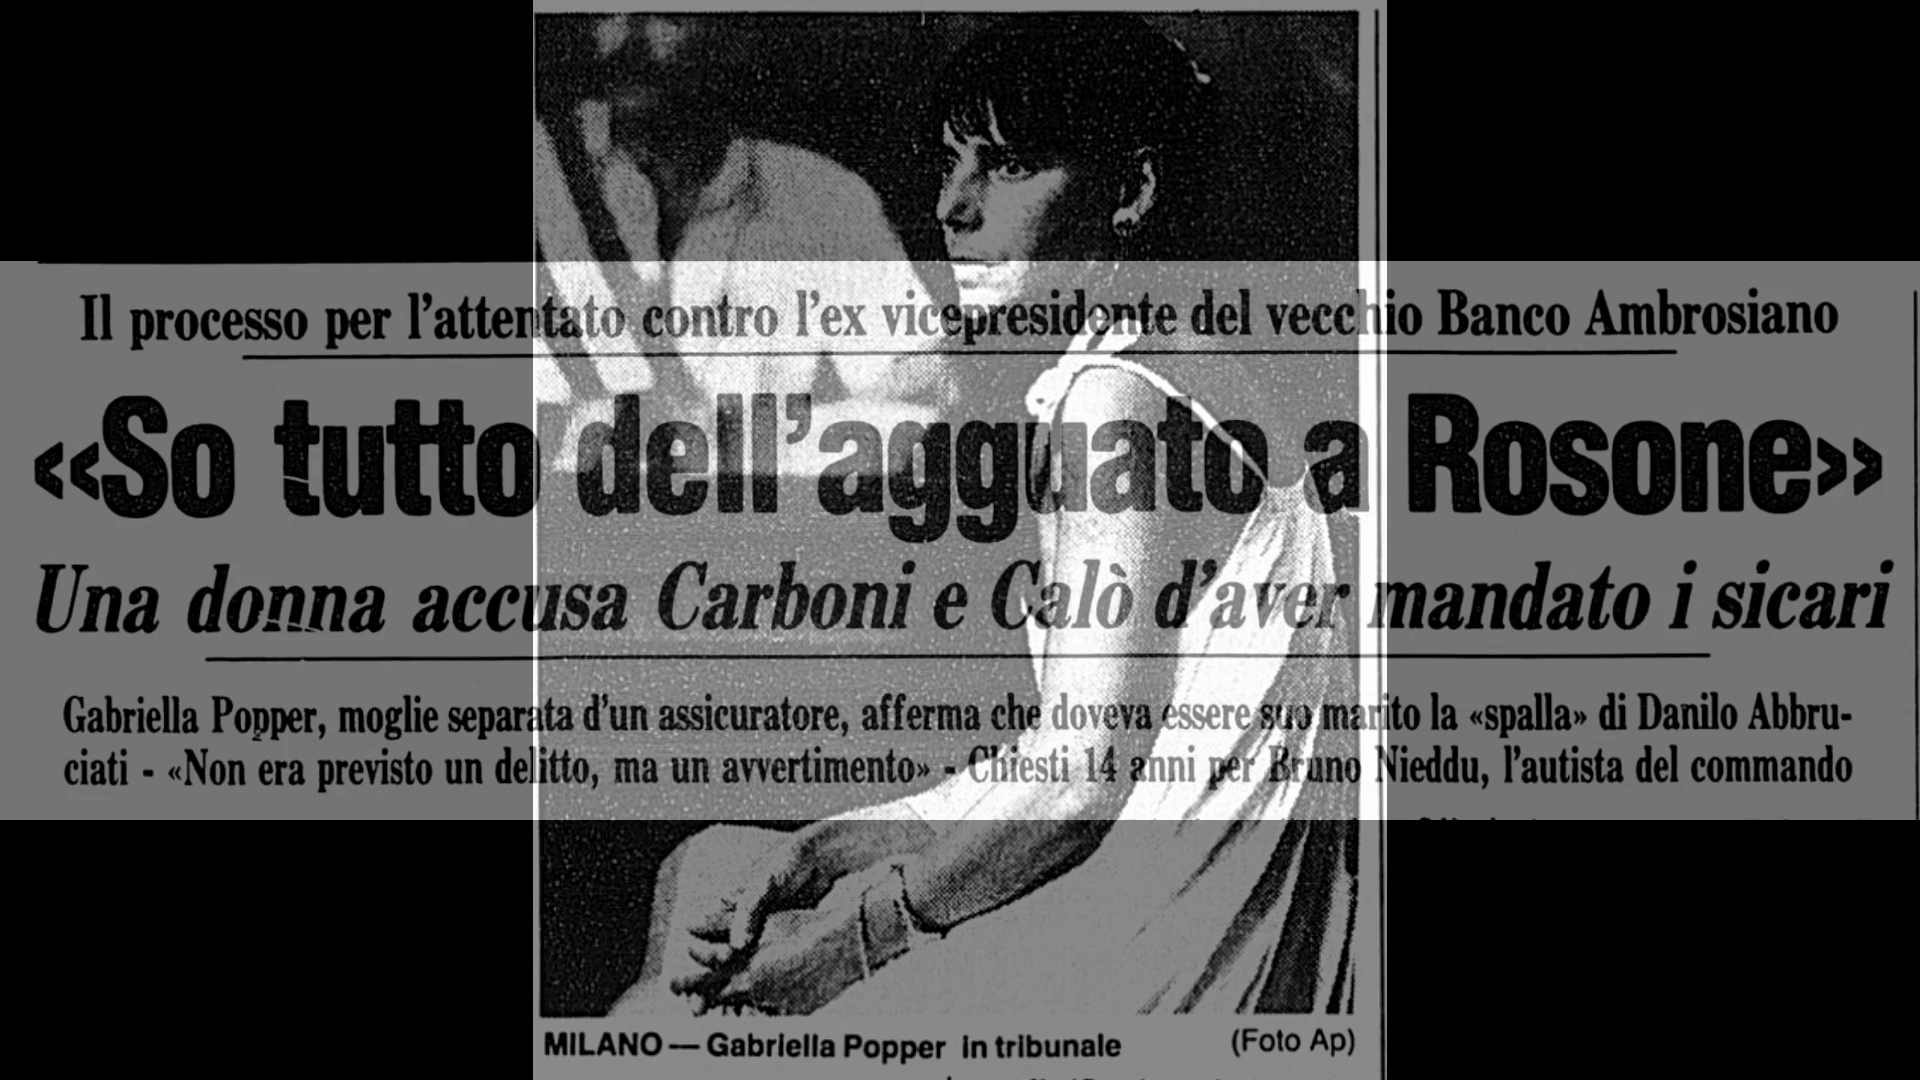 Il processo per l'attentato contro l'ex vicepresidente del vecchio Banco Ambrosiano
«So tutto dell'agguato a Rosone»
Una donna accusa Carboni e Calò d'aver mandato i sicari
Gabriella Popper, moglie separata d'un assicuratore, afferma che doveva essere suo marito la «spalla» di Danilo Abbru-
ciati - «Non era previsto un delitto, ma un avvertimento» - Chiesti 14 anni per Bruno Nieddu, l'autista del commando
MILANO — Gabriella Popper in tribunale (Foto Ap)